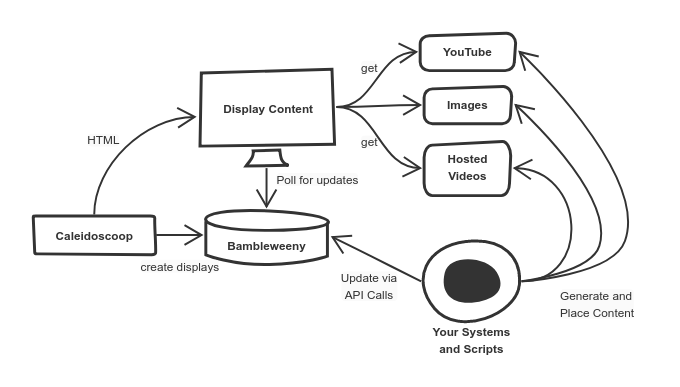 YouTube
get
Display Content
Images
HTML
get
Hosted
Videos
Poll for updates
Caleidoscoop
Bambleweeny
create displays
Update via
API Calls
Generate and
Place Content
Your Systems
and Scripts